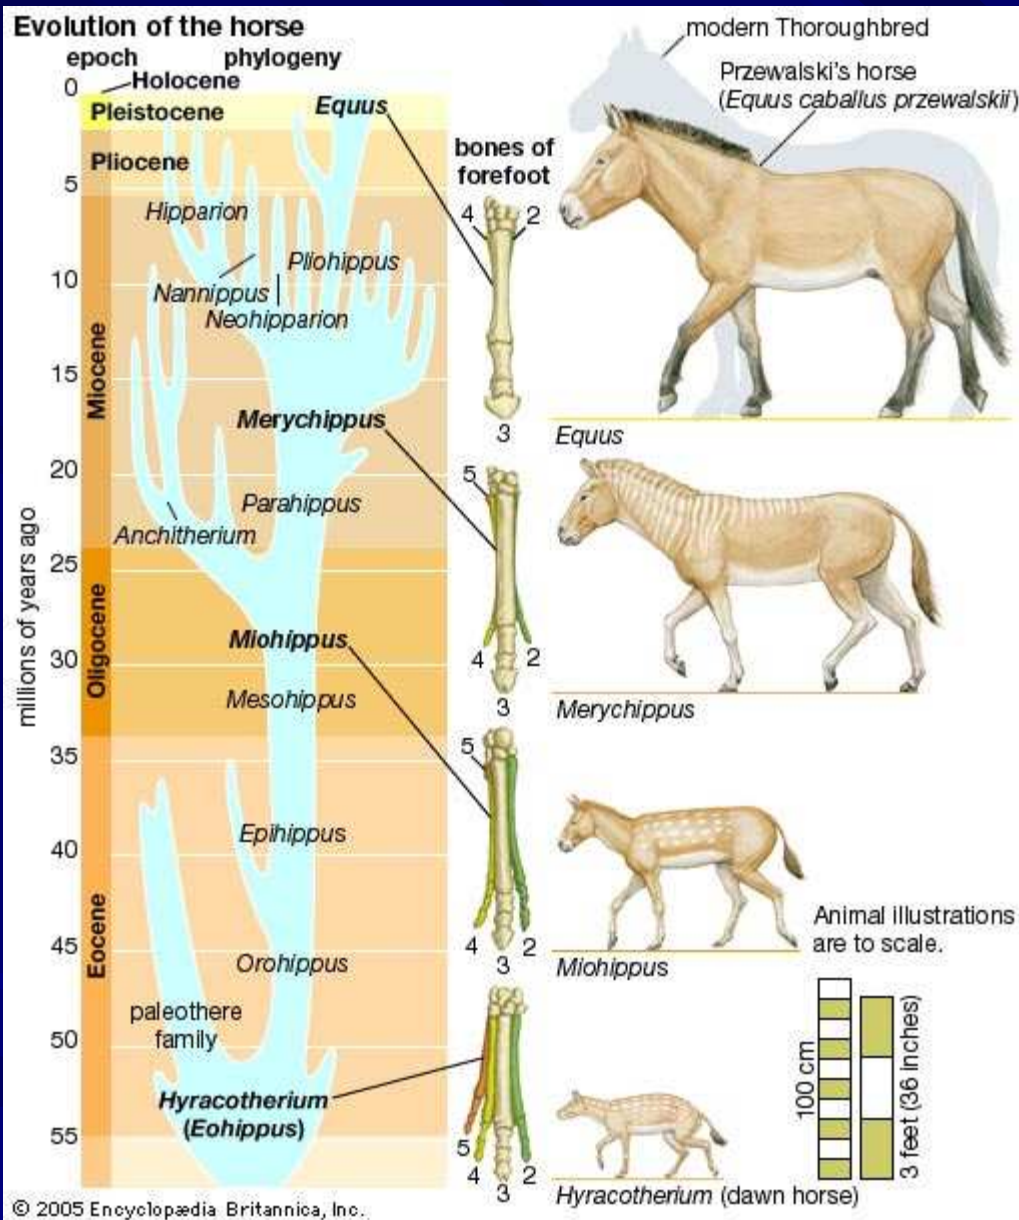 Evolution of the horse
epoch phylogeny
Holocene
0
Pleistocene
Equus
Pliocene
5
Hipparion
Pliohippus
10
Nannippus
Neohipparion
Miocene
15
Merychippus
20
Parahippus
Anchitherium
millions of years ago
25
Oligocene
Miohippus
30
Mesohippus
35
Epihippus
40
Eocene
45
Orohippus
paleothere
family
50
Hyracotherium
(Eohippus)
55
bones of
forefoot
4 2
3
5
4 2
3
5
4 2
3
5
4 2
3
modern Thoroughbred
Przewalski's horse
(Equus caballus przewalskii)
Equus
Merychippus
Miohippus
Hyracotherium (dawn horse)
Animal illustrations
are to scale.
100 cm
3 feet (36 inches)
© 2005 Encyclopædia Britannica, Inc.